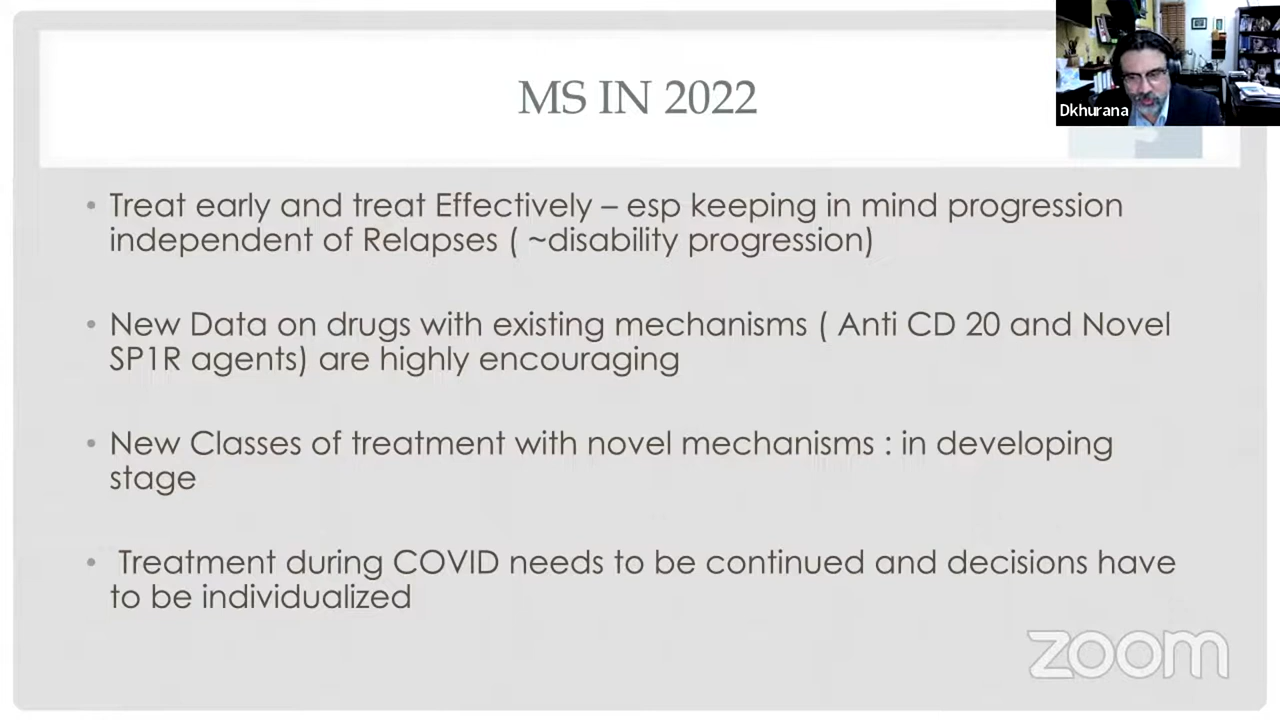 MS IN 2022
Dkhurana
• Treat early and treat Effectively – esp keeping in mind progression
independent of Relapses ( ~disability progression)
• New Data on drugs with existing mechanisms ( Anti CD 20 and Novel
SP1R agents) are highly encouraging
• New Classes of treatment with novel mechanisms : in developing
stage
• Treatment during COVID needs to be continued and decisions have
to be individualized
zoom